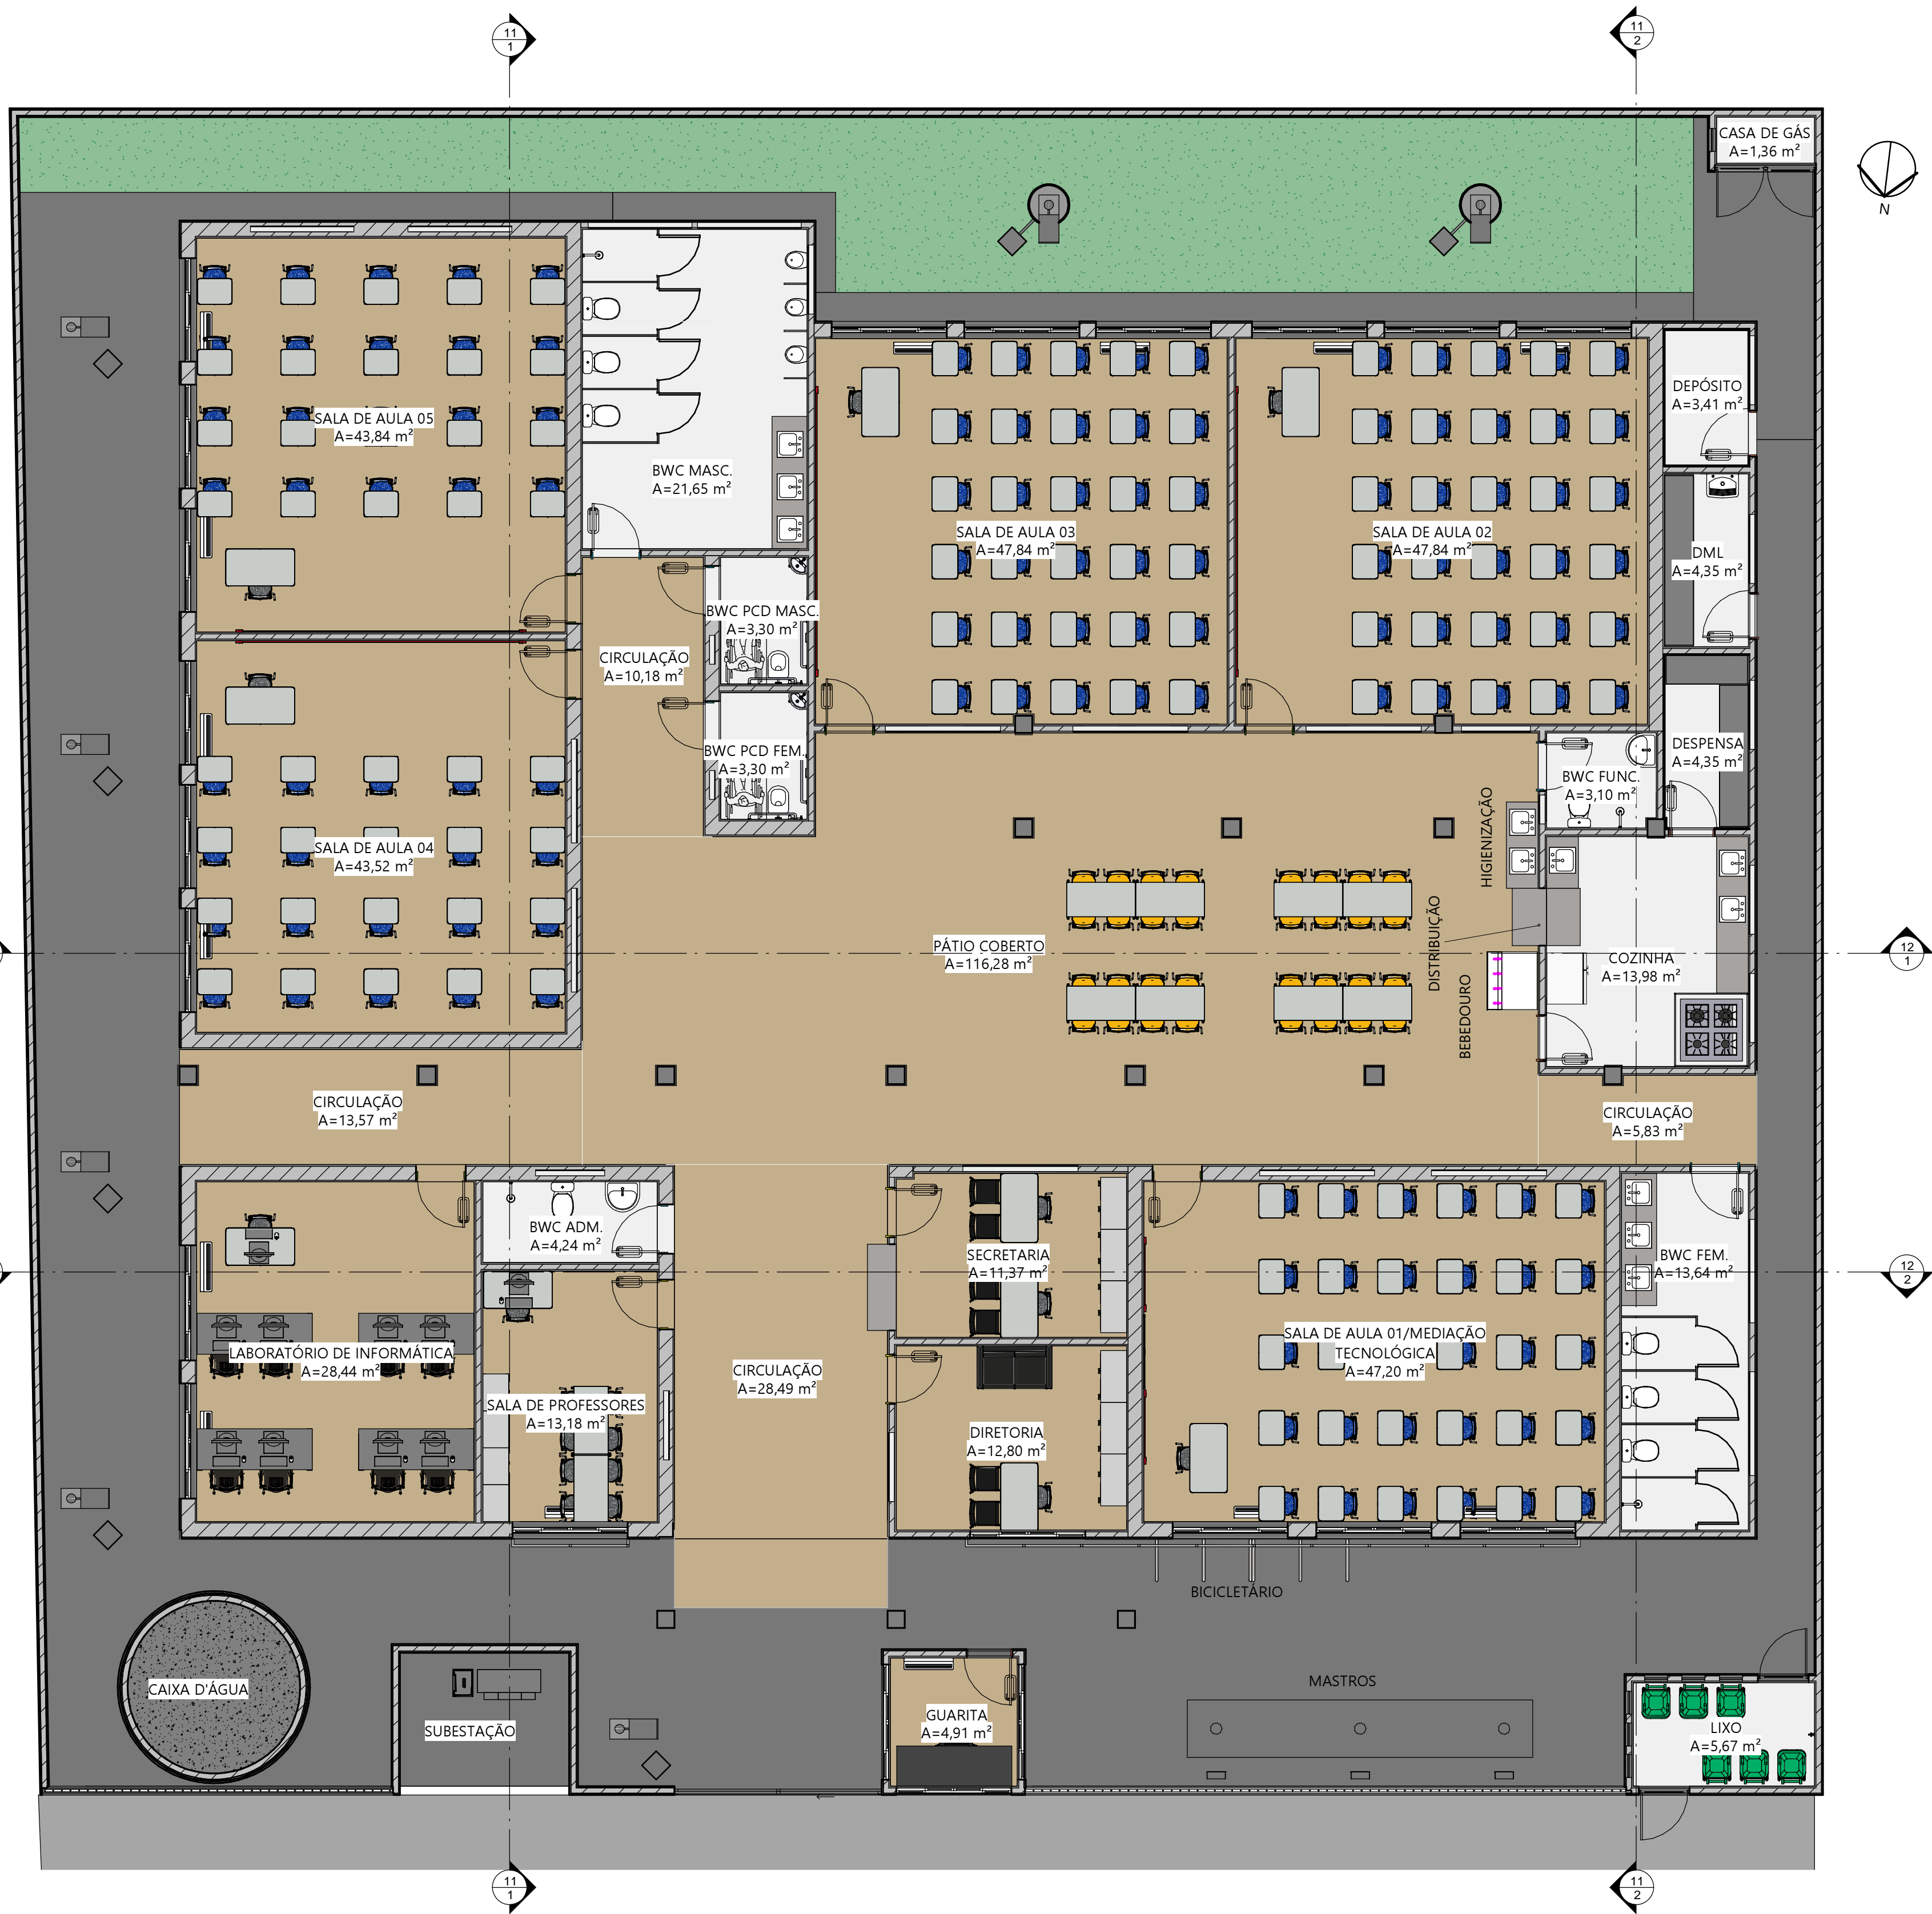 11
1
11
2
CASA DE GÁS
A=1,36 m²
N
SALA DE AULA 05
A=43,84 m²
BWC MASC.
A=21,65 m²
DEPÓSITO
A=3,41 m²
SALA DE AULA 03
A=47,84 m²
SALA DE AULA 02
A=47,84 m²
DML
A=4,35 m²
BWC PCD MASC.
A=3,30 m²
CIRCULAÇÃO
A=10,18 m²
BWC PCD FEM.
A=3,30 m²
DESPENSA
A=4,35 m²
BWC FUNC.
A=3,10 m²
HIGIENIZAÇÃO
SALA DE AULA 04
A=43,52 m²
DISTRIBUIÇÃO
PÁTIO COBERTO
A=116,28 m²
COZINHA
A=13,98 m²
12
1
BEBEDOURO
CIRCULAÇÃO
A=13,57 m²
CIRCULAÇÃO
A=5,83 m²
BWC ADM.
A=4,24 m²
SECRETARIA
A=11,37 m²
BWC FEM.
A=13,64 m²
12
2
LABORATÓRIO DE INFORMÁTICA
A=28,44 m²
SALA DE AULA 01/MEDIAÇÃO
TECNOLÓGICA
A=47,20 m²
CIRCULAÇÃO
A=28,49 m²
SALA DE PROFESSORES
A=13,18 m²
DIRETORIA
A=12,80 m²
BICICLETÁRIO
CAIXA D'ÁGUA
MASTROS
SUBESTAÇÃO
GUARITA
A=4,91 m²
LIXO
A=5,67 m²
11
1
11
2